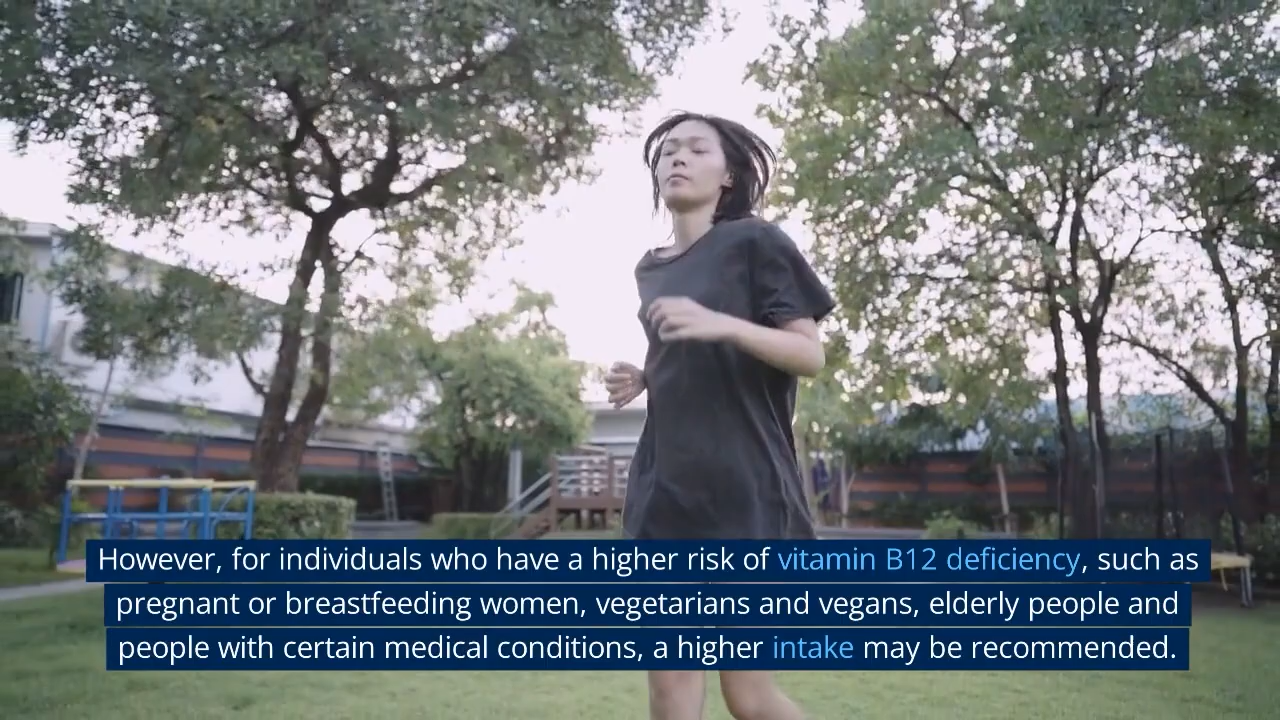 However, for individuals who have a higher risk of vitamin B12 deficiency, such as
pregnant or breastfeeding women, vegetarians and vegans, elderly people and
people with certain medical conditions, a higher intake may be recommended.